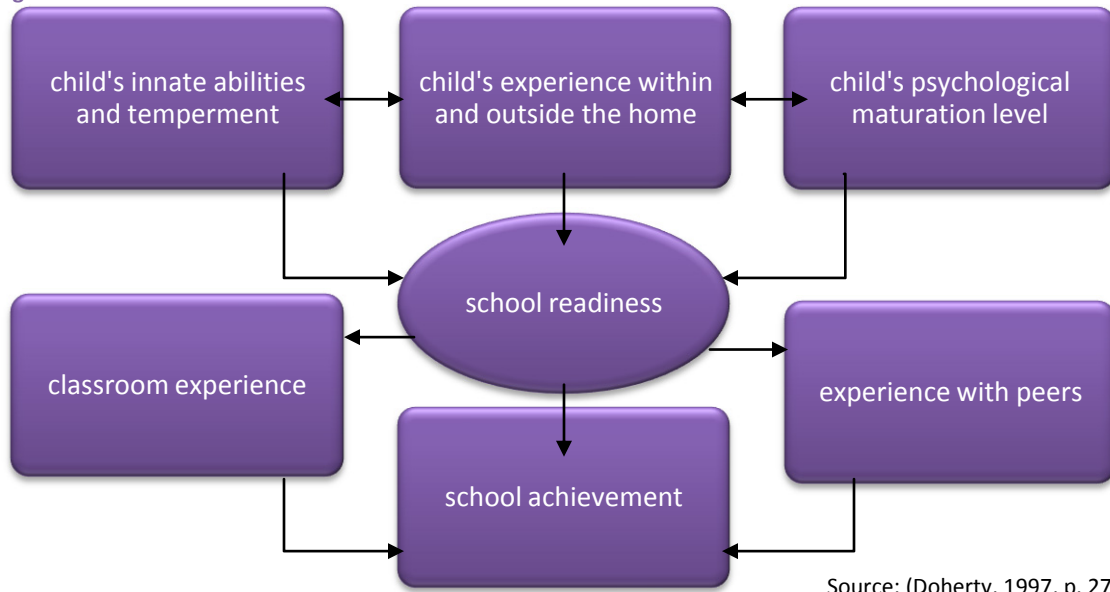 child's innate abilities
and temperment
child's experience within
and outside the home
child's psychological
maturation level
school readiness
classroom experience
experience with peers
school achievement
Source: (Doherty, 1997, p. 27